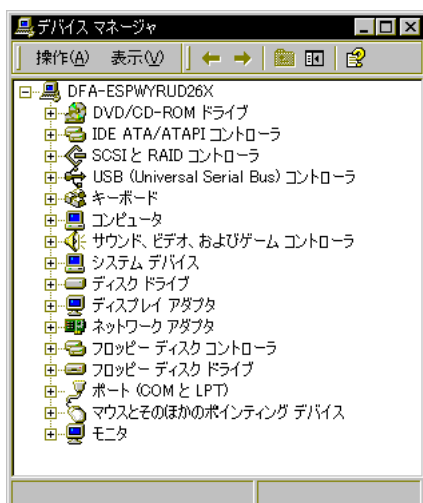 デバイス マネージャ
操作(A) 表示(V)
DFA-ESPWYRUD26X
DVD/CD-ROM ドライブ
IDE ATA/ATAPI コントローラ
SCSI と RAID コントローラ
USB (Universal Serial Bus) コントローラ
キーボード
コンピュータ
サウンド、ビデオ、およびゲーム コントローラ
システム デバイス
ディスク ドライブ
ディスプレイ アダプタ
ネットワーク アダプタ
フロッピー ディスク コントローラ
フロッピー ディスク ドライブ
ポート (COM と LPT)
マウスとそのほかのポインティング デバイス
モニタ